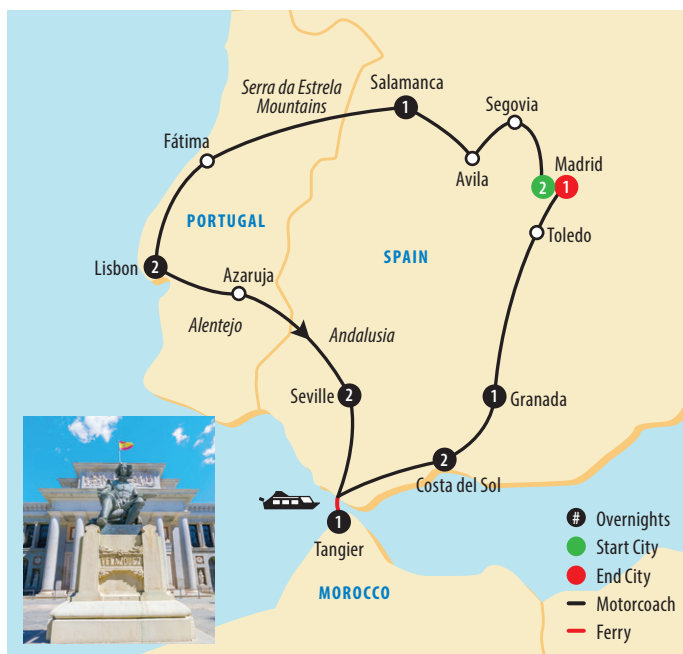 Salamanca
1
Serra da Estrela
Mountains
Segovia
Fátima
Avila
Madrid
2
1
PORTUGAL
SPAIN
Toledo
Lisbon
2
Azaruja
Alentejo
Andalusia
Seville
2
1
Granada
2
Costa del Sol
1
Tangier
MOROCCO
VELAZQUEZ
# Overnights
Start City
End City
Motorcoach
Ferry